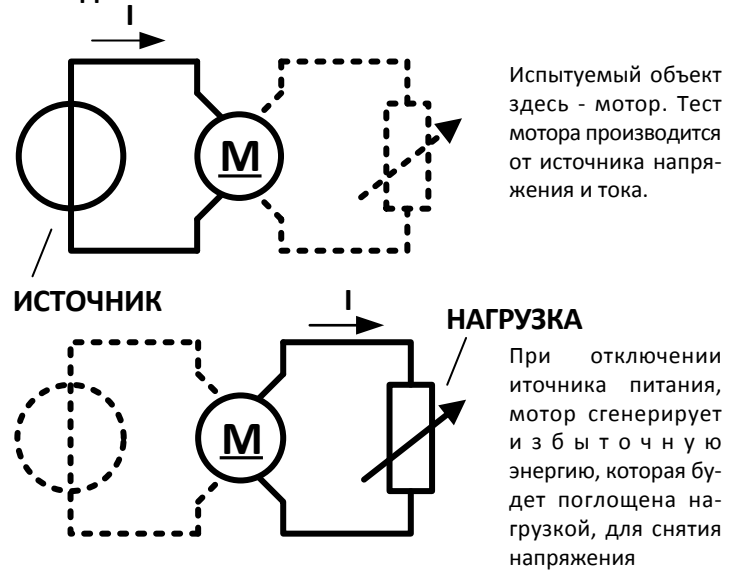 I
Испытуемый объект
здесь - мотор. Тест
мотора производится
от источника напря-
жения и тока.
M
ИСТОЧНИК
I
НАГРУЗКА
При отключении
иточника питания,
мотор сгенерирует
избыточную
энергию, которая бу-
дет поглощена на-
грузкой, для снятия
напряжения
M